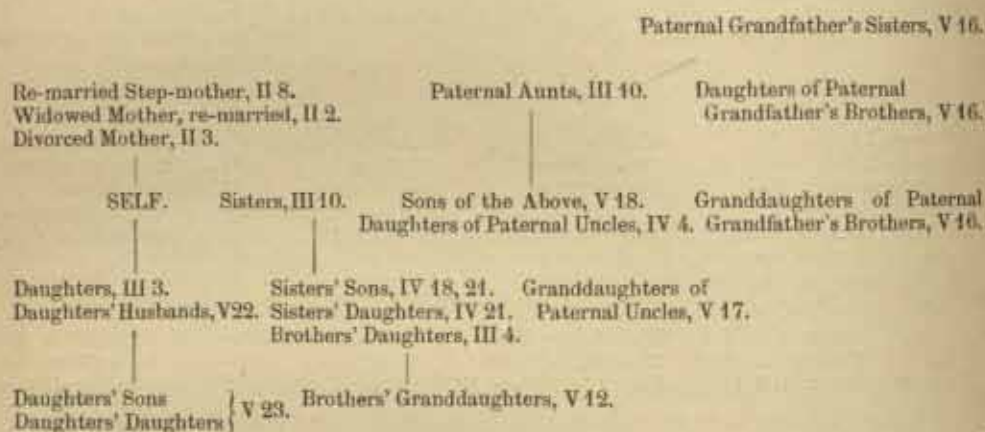 Paternal Grandfather's Sisters, V 16.
Re-married Step-mother, II 8.
Widowed Mother, re-married, II 2.
Divorced Mother, II 3.
Paternal Aunts, III 10.
Daughters of Paternal
Grandfather's Brothers, V 16.
SELF.
Sisters, III 10.
Sons of the Above, V 18.
Daughters of Paternal Uncles, IV 4.
Granddaughters of Paternal
Grandfather's Brothers, V 16.
Daughters, III 3.
Daughters' Husbands, V 22.
Sisters' Sons, IV 18, 21.
Sisters' Daughters, IV 21.
Brothers' Daughters, III 4.
Granddaughters of
Paternal Uncles, V 17.
Daughters' Sons
Daughters' Daughters } V 23.
Brothers' Granddaughters, V 12.